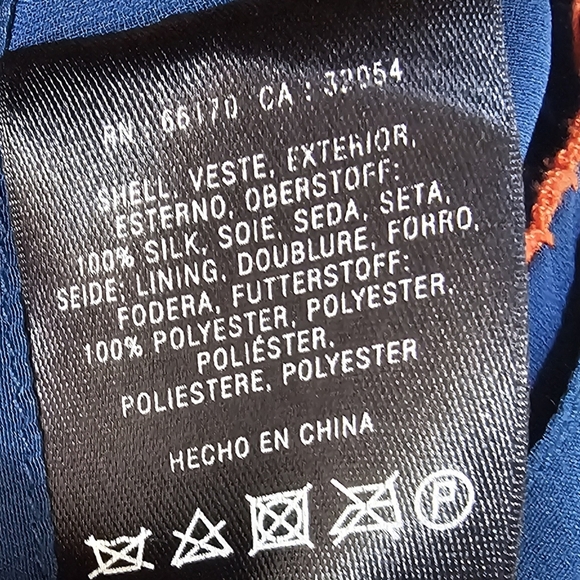 RN : 66170 CA : 32054
SHELL, VESTE, EXTERIOR,
ESTERNO, OBERSTOFF:
100% SILK, SOIE, SEDA, SETA,
SEIDE; LINING, DOUBLURE, FORRO,
FODERA, FUTTERSTOFF:
100% POLYESTER, POLYESTER,
POLIÉSTER,
POLIESTERE, POLYESTER
HECHO EN CHINA
P